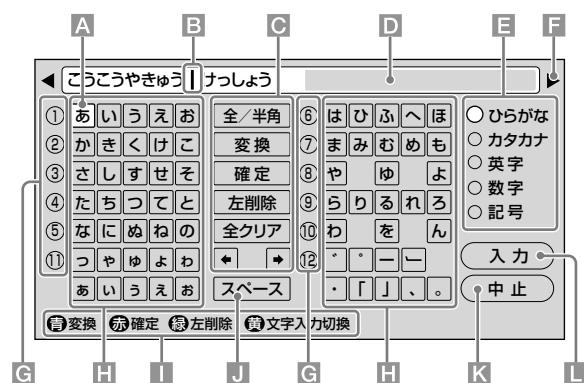 A B C D E F
◀ こうこうやきゅう|けっしょう ▶
① あ い う え お 全／半角 ⑥ は ひ ふ へ ほ ひらがな
② か き く け こ 変換 ⑦ ま み む め も カタカナ
③ さ し す せ そ 確定 ⑧ や ゆ よ 英字
④ た ち つ て と 左削除 ⑨ ら り る れ ろ 数字
⑤ な に ぬ ね の 全クリア ⑩ わ を ん 記号
⑪ っ ゃ ゅ ょ ゎ ← → ⑫ ゛ ゜ ー ～ 入力
ぁ ぃ ぅ ぇ ぉ スペース ・ 「 」 、 。 中止
青変換 赤確定 緑左削除 黄文字入力切換
G H I J G H K L